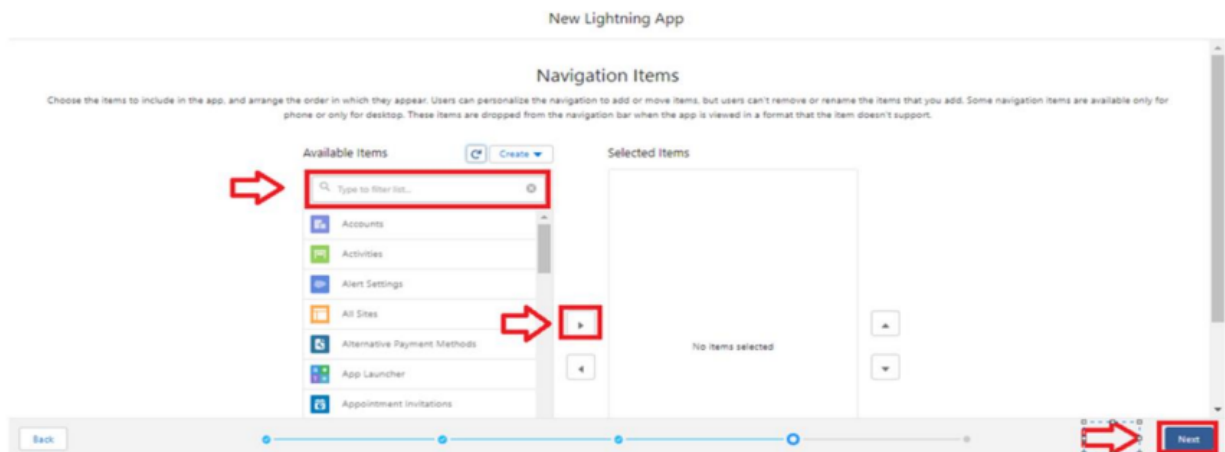 New Lightning App
Navigation Items
Choose the items to include in the app, and arrange the order in which they appear. Users can personalize the navigation to add or move items, but users can't remove or rename the items that you add. Some navigation items are available only for
phone or only for desktop. These items are dropped from the navigation bar when the app is viewed in a format that the item doesn't support.
Available Items
Create
Selected Items
Type to filter list...
Accounts
Activities
Alert Settings
All Sites
Alternative Payment Methods
No items selected
App Launcher
Appointment Invitations
Back
Next